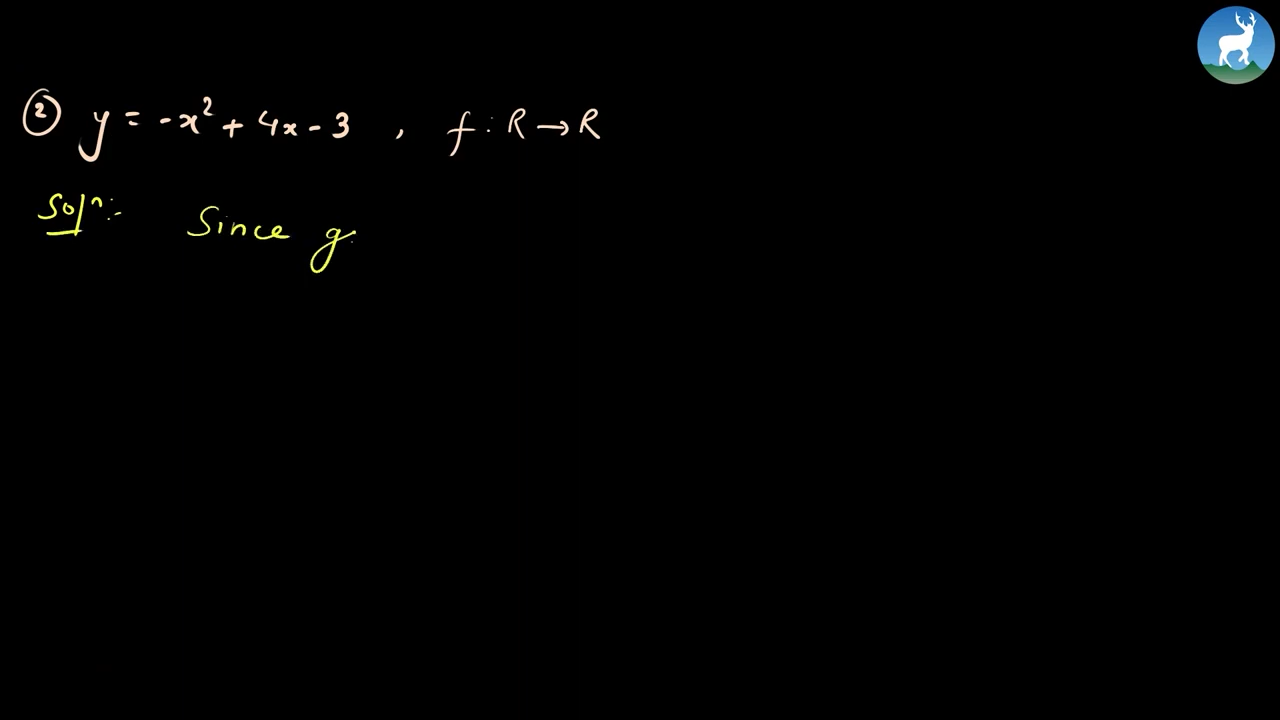 ② y = -x² + 4x - 3 , f : R → R
Solⁿ :- Since g